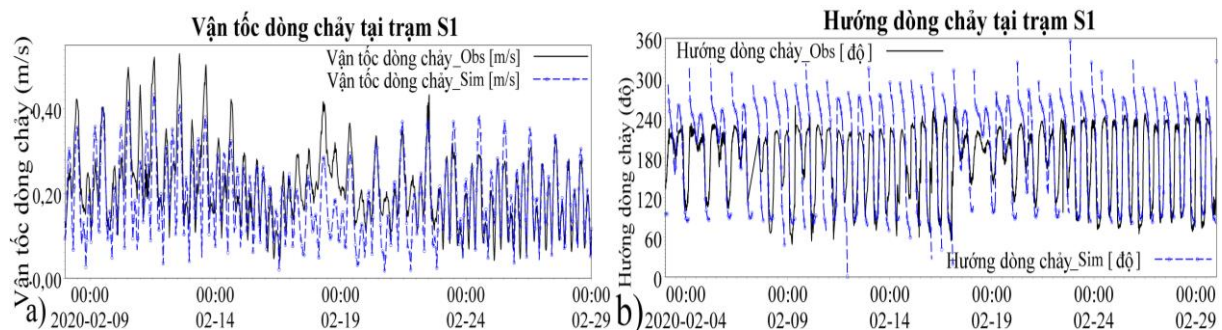 Vận tốc dòng chảy tại trạm S1
Vận tốc dòng chảy (m/s)
Vận tốc dòng chảy_Obs [m/s]
Vận tốc dòng chảy_Sim [m/s]
0,40
0,20
0,00
00:00 00:00 00:00 00:00 00:00
2020-02-09 02-14 02-19 02-24 02-29
a)
Hướng dòng chảy tại trạm S1
Hướng dòng chảy (độ)
Hướng dòng chảy_Obs [độ]
Hướng dòng chảy_Sim [độ]
360
300
240
180
120
60
0
00:00 00:00 00:00 00:00 00:00 00:00
2020-02-04 02-09 02-14 02-19 02-24 02-29
b)